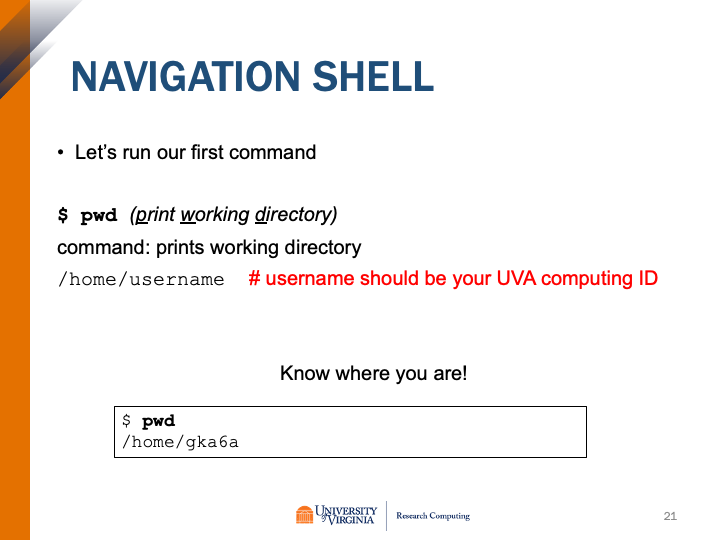 NAVIGATION SHELL
• Let’s run our first command
$ pwd (print working directory)
command: prints working directory
/home/username # username should be your UVA computing ID
Know where you are!
$ pwd
/home/gka6a
UNIVERSITY of VIRGINIA Research Computing
21